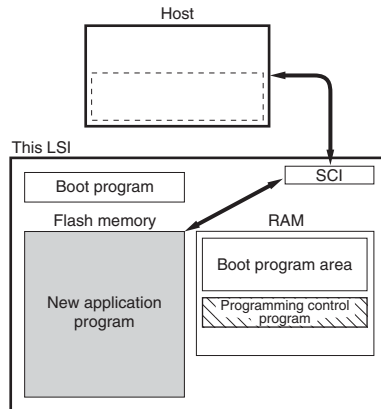 Host
This LSI
SCI
Boot program
Flash memory
RAM
Boot program area
New application
program
Programming control
program